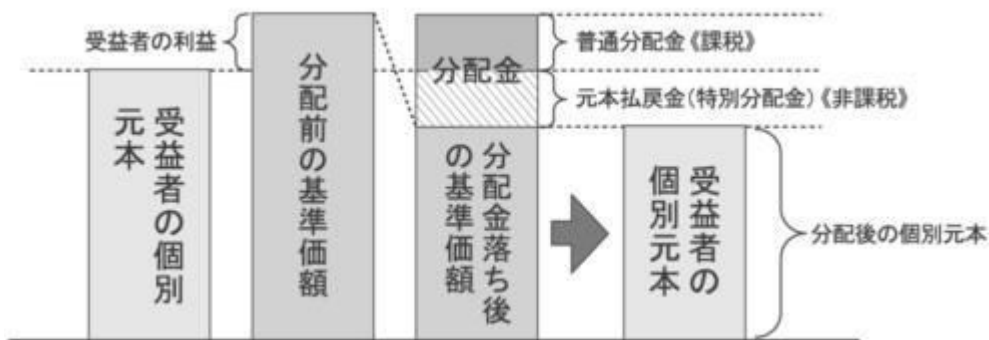 受益者の利益
受益者の個別
元本
分配前の基準価額
分配金
分配金落ち後
の基準価額
普通分配金《課税》
元本払戻金(特別分配金)《非課税》
受益者の
個別元本
分配後の個別元本